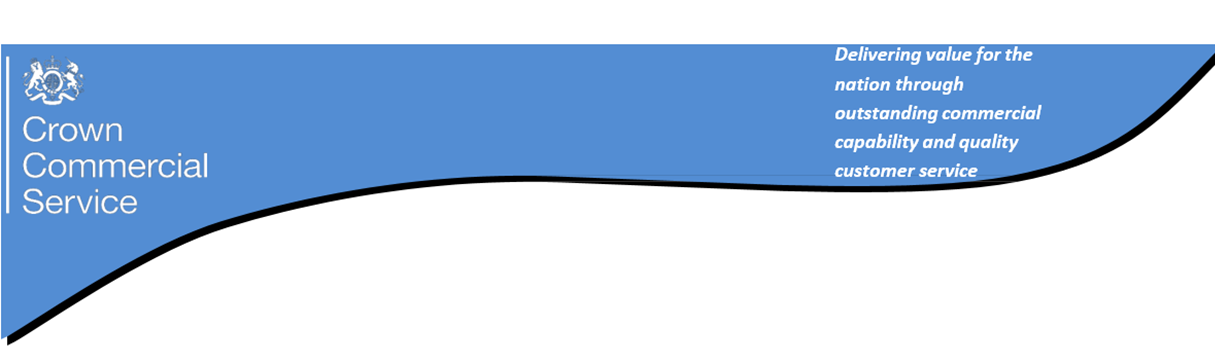 Crown
Commercial
Service
Delivering value for the
nation through
outstanding commercial
capability and quality
customer service